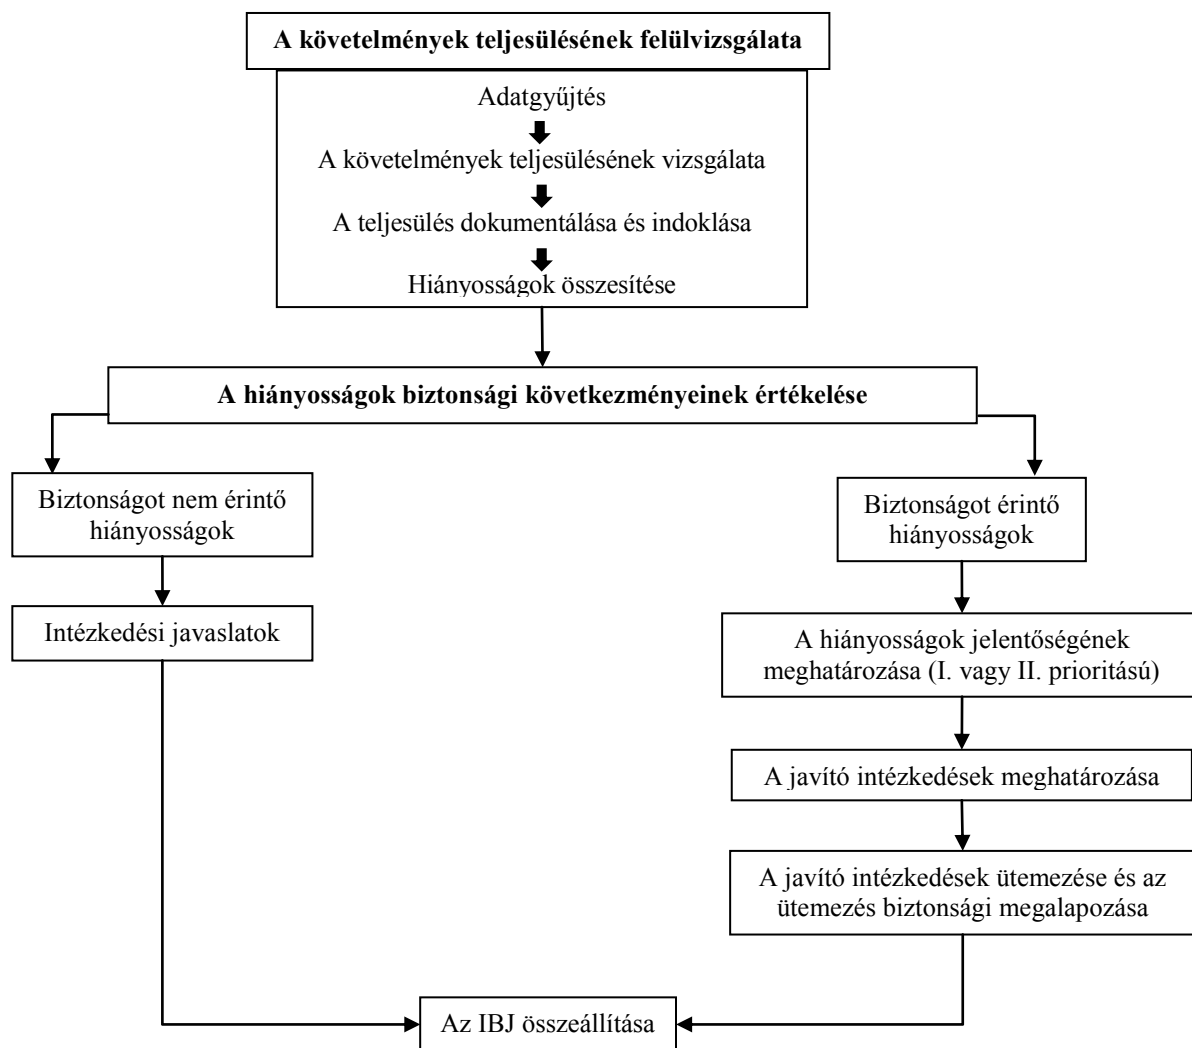 A követelmények teljesülésének felülvizsgálata
Adatgyűjtés
A követelmények teljesülésének vizsgálata
A teljesülés dokumentálása és indoklása
Hiányosságok összesítése
A hiányosságok biztonsági következményeinek értékelése
Biztonságot nem érintő
hiányosságok
Intézkedési javaslatok
Biztonságot érintő
hiányosságok
A hiányosságok jelentőségének
meghatározása (I. vagy II. prioritású)
A javító intézkedések meghatározása
A javító intézkedések ütemezése és az
ütemezés biztonsági megalapozása
Az IBJ összeállítása